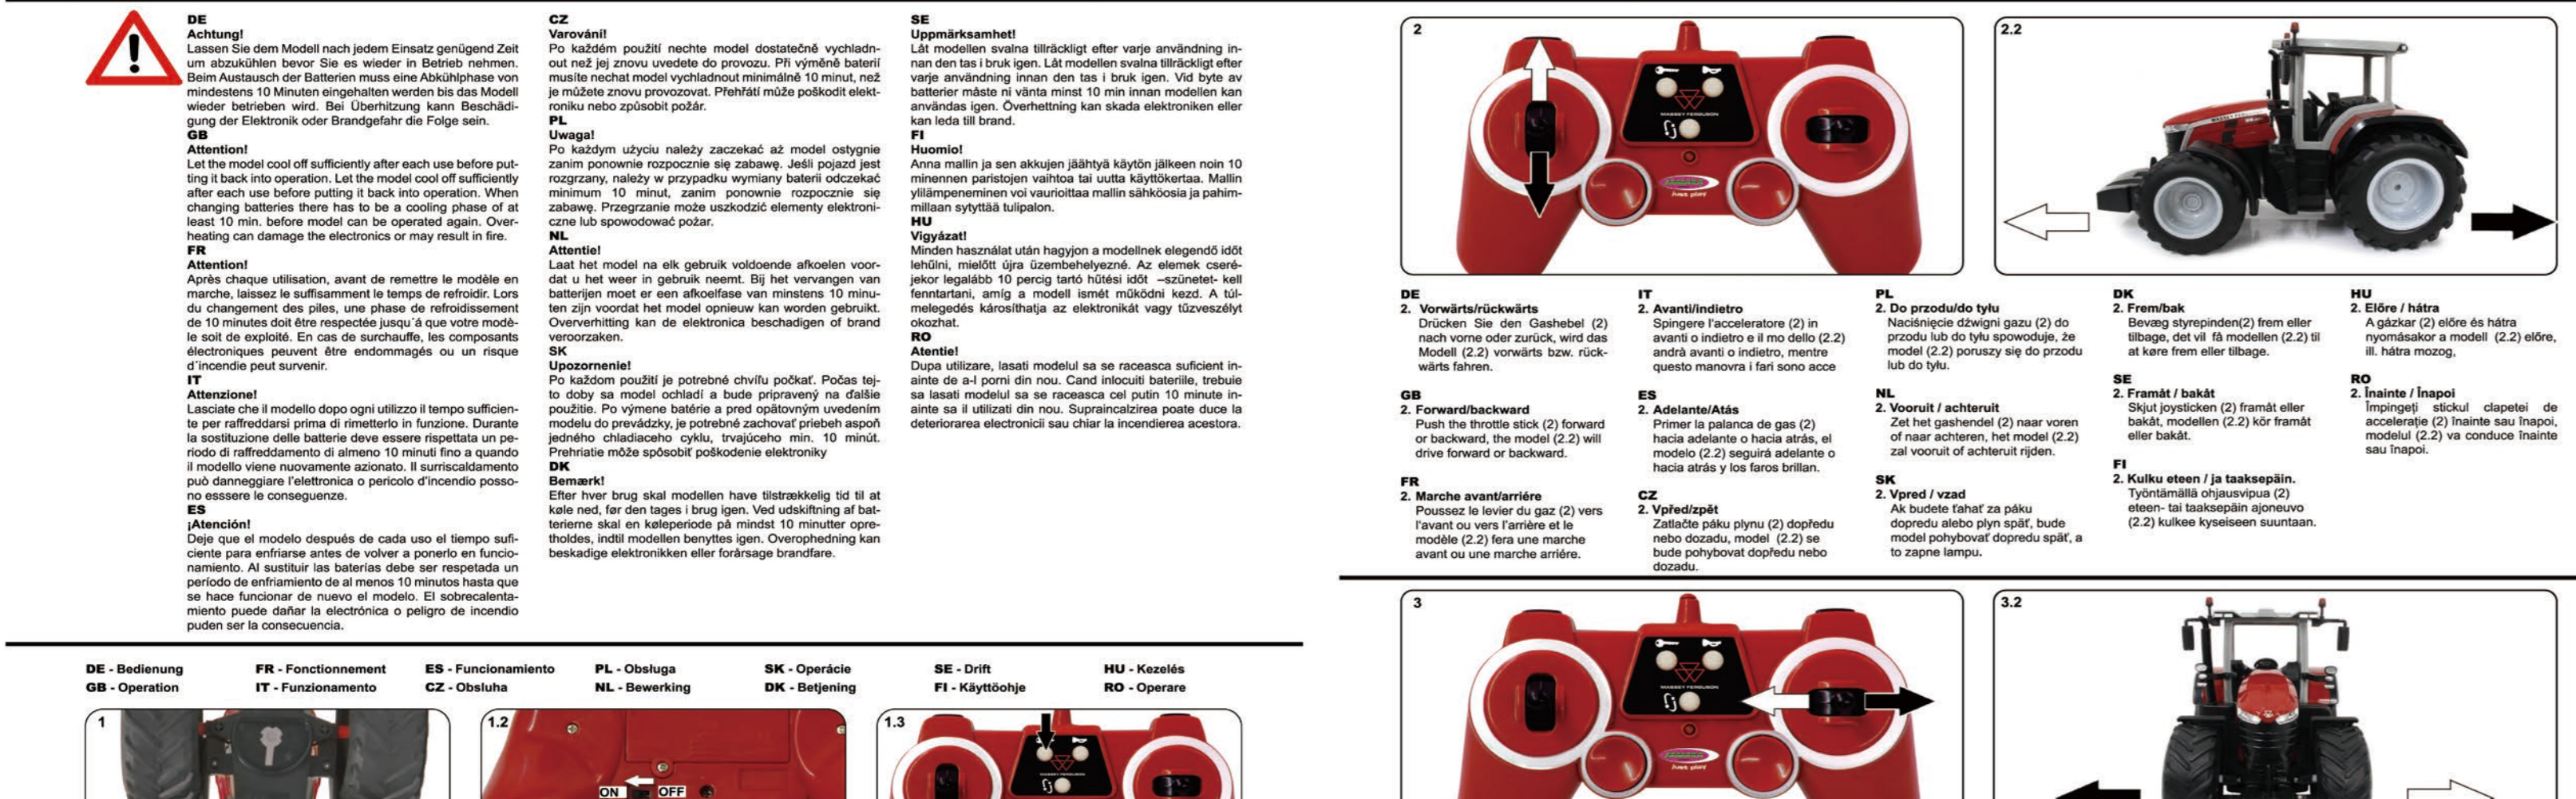 DE
Achtung!
Lassen Sie dem Modell nach jedem Einsatz genügend Zeit
um abzukühlen bevor Sie es wieder in Betrieb nehmen.
Beim Austausch der Batterien muss eine Abkühlphase von
mindestens 10 Minuten eingehalten werden bis das Modell
wieder betrieben wird. Bei Überhitzung kann Beschädi-
gung der Elektronik oder Brandgefahr die Folge sein.
GB
Attention!
Let the model cool off sufficiently after each use before put-
ting it back into operation. Let the model cool off sufficiently
after each use before putting it back into operation. When
changing batteries there has to be a cooling phase of at
least 10 min. before model can be operated again. Over-
heating can damage the electronics or may result in fire.
FR
Attention!
Après chaque utilisation, avant de remettre le modèle en
marche, laissez le suffisamment le temps de refroidir. Lors
du changement des piles, une phase de refroidissement
de 10 minutes doit être respectée jusqu´á que votre modè-
le soit de exploité. En cas de surchauffe, les composants
électroniques peuvent être endommagés ou un risque
d´incendie peut survenir.
IT
Attenzione!
Lasciate che il modello dopo ogni utilizzo il tempo sufficien-
te per raffreddarsi prima di rimetterlo in funzione. Durante
la sostituzione delle batterie deve essere rispettata un pe-
riodo di raffreddamento di almeno 10 minuti fino a quando
il modello viene nuovamente azionato. Il surriscaldamento
può danneggiare l'elettronica o pericolo d'incendio posso-
no esssere le conseguenze.
ES
¡Atención!
Deje que el modelo después de cada uso el tiempo sufi-
ciente para enfriarse antes de volver a ponerlo en funcio-
namiento. Al sustituir las baterías debe ser respetada un
período de enfriamiento de al menos 10 minutos hasta que
se hace funcionar de nuevo el modelo. El sobrecalenta-
miento puede dañar la electrónica o peligro de incendio
puden ser la consecuencia.
CZ
Varování!
Po každém použití nechte model dostatečně vychladn-
out než jej znovu uvedete do provozu. Při výměně baterií
musíte nechat model vychladnout minimálně 10 minut, než
je můžete znovu provozovat. Přehřátí může poškodit elekt-
roniku nebo způsobit požár.
PL
Uwaga!
Po każdym użyciu należy zaczekać aż model ostygnie
zanim ponownie rozpocznie się zabawę. Jeśli pojazd jest
rozgrzany, należy w przypadku wymiany baterii odczekać
minimum 10 minut, zanim ponownie rozpocznie się
zabawę. Przegrzanie może uszkodzić elementy elektroni-
czne lub spowodować pożar.
NL
Attentie!
Laat het model na elk gebruik voldoende afkoelen voor-
dat u het weer in gebruik neemt. Bij het vervangen van
batterijen moet er een afkoelfase van minstens 10 minu-
ten zijn voordat het model opnieuw kan worden gebruikt.
Oververhitting kan de elektronica beschadigen of brand
veroorzaken.
SK
Upozornenie!
Po každom použití je potrebné chvíľu počkať. Počas tej-
to doby sa model ochladí a bude pripravený na ďalšie
použitie. Po výmene batérie a pred opätovným uvedením
modelu do prevádzky, je potrebné zachovať priebeh aspoň
jedného chladiaceho cyklu, trvajúceho min. 10 minút.
Prehriatie môže spôsobiť poškodenie elektroniky
DK
Bemærk!
Efter hver brug skal modellen have tilstrækkelig tid til at
køle ned, før den tages i brug igen. Ved udskiftning af bat-
terierne skal en køleperiode på mindst 10 minutter opre-
tholdes, indtil modellen benyttes igen. Overophedning kan
beskadige elektronikken eller forårsage brandfare.
SE
Uppmärksamhet!
Låt modellen svalna tillräckligt efter varje användning in-
nan den tas i bruk igen. Låt modellen svalna tillräckligt efter
varje användning innan den tas i bruk igen. Vid byte av
batterier måste ni vänta minst 10 min innan modellen kan
användas igen. Överhettning kan skada elektroniken eller
kan leda till brand.
FI
Huomio!
Anna mallin ja sen akkujen jäähtyä käytön jälkeen noin 10
minennen paristojen vaihtoa tai uutta käyttökertaa. Mallin
ylilämpeneminen voi vaurioittaa mallin sähköosia ja pahim-
millaan sytyttää tulipalon.
HU
Vigyázat!
Minden használat után hagyjon a modellnek elegendő időt
lehűlni, mielőtt újra üzembehelyezné. Az elemek cseré-
jekor legalább 10 percig tartó hűtési időt –szünetet- kell
fenntartani, amíg a modell ismét működni kezd. A túl-
melegedés károsíthatja az elektronikát vagy tűzveszélyt
okozhat.
RO
Atentie!
Dupa utilizare, lasati modelul sa se raceasca suficient in-
ainte de a-l porni din nou. Cand inlocuiti bateriile, trebuie
sa lasati modelul sa se raceasca cel putin 10 minute in-
ainte sa il utilizati din nou. Supraincalzirea poate duce la
deteriorarea electronicii sau chiar la incendierea acestora.
DE - Bedienung
GB - Operation
FR - Fonctionnement
IT - Funzionamento
ES - Funcionamiento
CZ - Obsluha
PL - Obsługa
NL - Bewerking
SK - Operácie
DK - Betjening
SE - Drift
FI - Käyttöohje
HU - Kezelés
RO - Operare
1
1.2
ON
OFF
1.3
MASSEY FERGUSON
2
MASSEY FERGUSON
Just play
2.2
DE
2. Vorwärts/rückwärts
Drücken Sie den Gashebel (2)
nach vorne oder zurück, wird das
Modell (2.2) vorwärts bzw. rück-
wärts fahren.
GB
2. Forward/backward
Push the throttle stick (2) forward
or backward, the model (2.2) will
drive forward or backward.
FR
2. Marche avant/arriére
Poussez le levier du gaz (2) vers
l'avant ou vers l'arrière et le
modèle (2.2) fera une marche
avant ou une marche arriére.
IT
2. Avanti/indietro
Spingere l'acceleratore (2) in
avanti o indietro e il mo dello (2.2)
andrà avanti o indietro, mentre
questo manovra i fari sono acce
ES
2. Adelante/Atás
Primer la palanca de gas (2)
hacia adelante o hacia atrás, el
modelo (2.2) seguirá adelante o
hacia atrás y los faros brillan.
CZ
2. Vpřed/zpět
Zatlačte páku plynu (2) dopředu
nebo dozadu, model (2.2) se
bude pohybovat dopředu nebo
dozadu.
PL
2. Do przodu/do tyłu
Naciśnięcie dźwigni gazu (2) do
przodu lub do tyłu spowoduje, że
model (2.2) poruszy się do przodu
lub do tyłu.
NL
2. Vooruit / achteruit
Zet het gashendel (2) naar voren
of naar achteren, het model (2.2)
zal vooruit of achteruit rijden.
SK
2. Vpred / vzad
Ak budete ťahať za páku
dopredu alebo plyn späť, bude
model pohybovať dopredu späť, a
to zapne lampu.
DK
2. Frem/bak
Bevæg styrepinden(2) frem eller
tilbage, det vil få modellen (2.2) til
at køre frem eller tilbage.
SE
2. Framåt / bakåt
Skjut joysticken (2) framåt eller
bakåt, modellen (2.2) kör framåt
eller bakåt.
FI
2. Kulku eteen / ja taaksepäin.
Työntämällä ohjausvipua (2)
eteen- tai taaksepäin ajoneuvo
(2.2) kulkee kyseiseen suuntaan.
HU
2. Előre / hátra
A gázkar (2) előre és hátra
nyomásakor a modell (2.2) előre,
ill. hátra mozog,
RO
2. Înainte / Înapoi
Împingeți stickul clapetei de
accelerație (2) înainte sau înapoi,
modelul (2.2) va conduce înainte
sau înapoi.
3
MASSEY FERGUSON
Just play
3.2